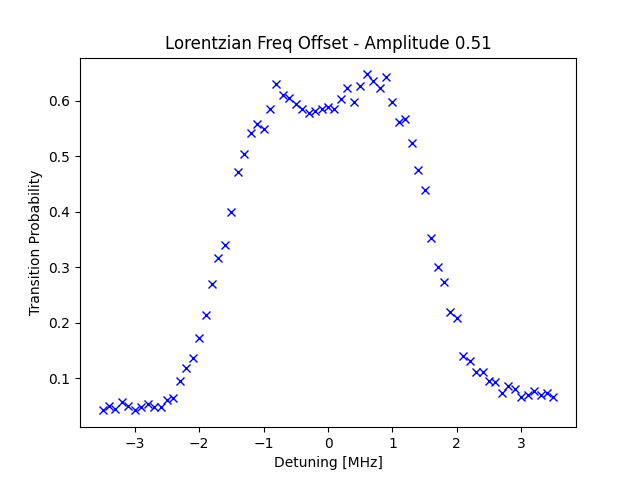 Lorentzian Freq Offset - Amplitude 0.51
Transition Probability
0.6
0.5
0.4
0.3
0.2
0.1
−3 −2 −1 0 1 2 3
Detuning [MHz]